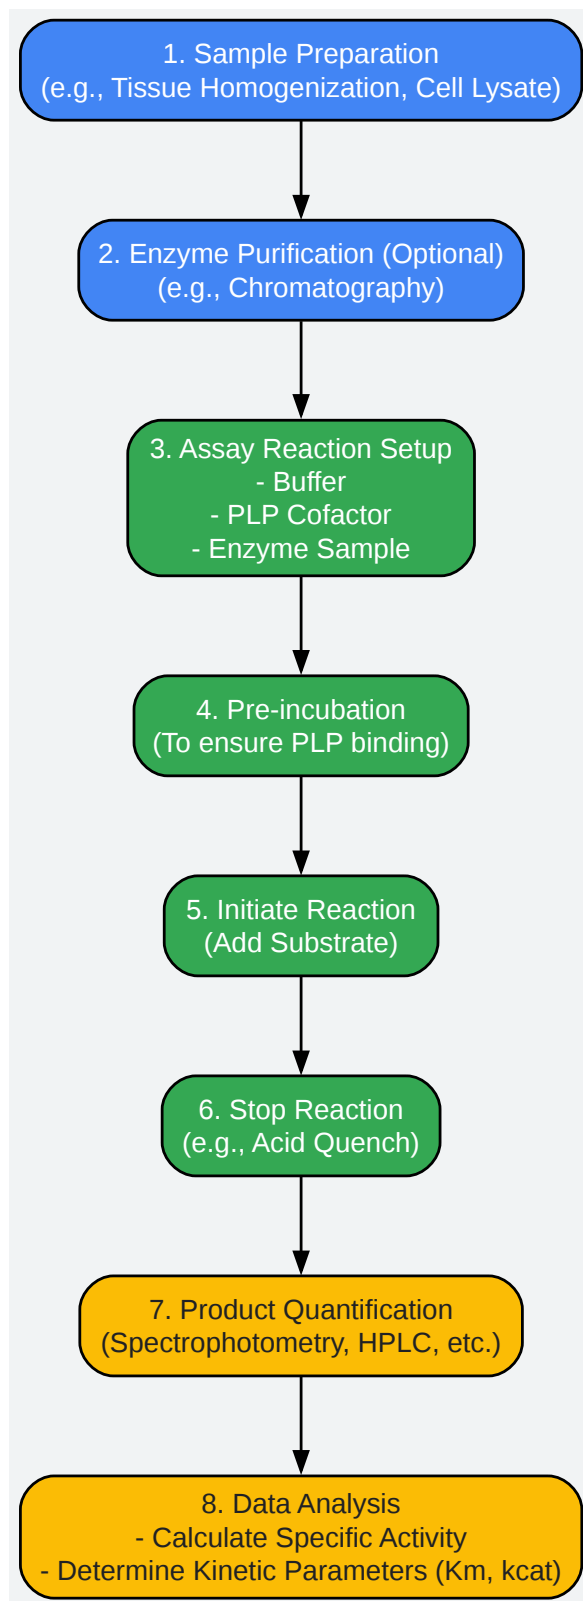 1. Sample Preparation
(e.g., Tissue Homogenization, Cell Lysate)
2. Enzyme Purification (Optional)
(e.g., Chromatography)
3. Assay Reaction Setup
- Buffer
- PLP Cofactor
- Enzyme Sample
4. Pre-incubation
(To ensure PLP binding)
5. Initiate Reaction
(Add Substrate)
6. Stop Reaction
(e.g., Acid Quench)
7. Product Quantification
(Spectrophotometry, HPLC, etc.)
8. Data Analysis
- Calculate Specific Activity
- Determine Kinetic Parameters (Km, kcat)